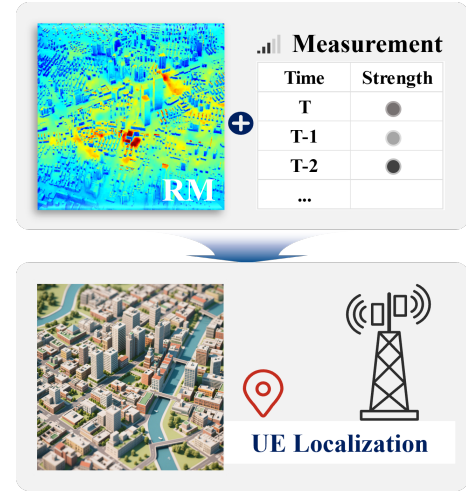 Measurement
Time Strength
T
T-1
T-2
...
RM
UE Localization